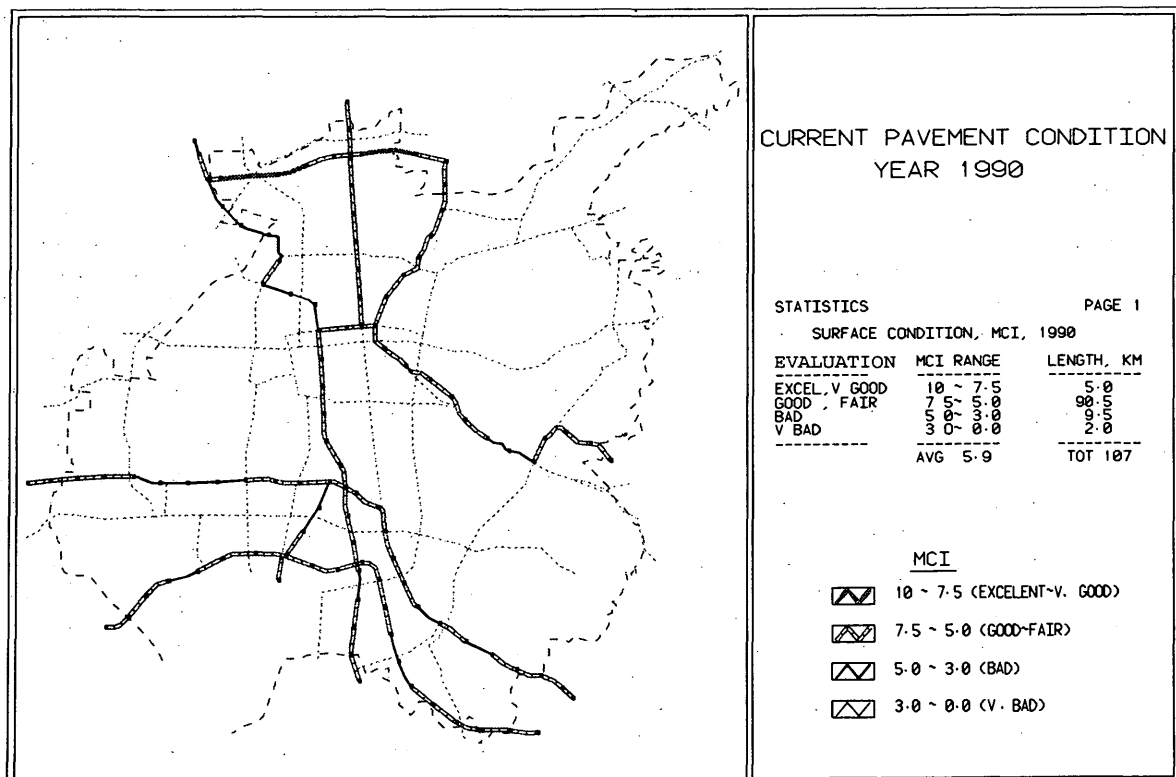 CURRENT PAVEMENT CONDITION
YEAR 1990
STATISTICS PAGE 1
SURFACE CONDITION, MCI, 1990
EVALUATION MCI RANGE LENGTH, KM
EXCEL,V GOOD 10 ~ 7.5 5.0
GOOD , FAIR 7 5~ 5.0 90.5
BAD 5 0~ 3.0 9.5
V BAD 3 0~ 0.0 2.0
AVG 5.9 TOT 107
MCI
10 ~ 7.5 (EXCELENT~V. GOOD)
7.5 ~ 5.0 (GOOD~FAIR)
5.0 ~ 3.0 (BAD)
3.0 ~ 0.0 (V. BAD)